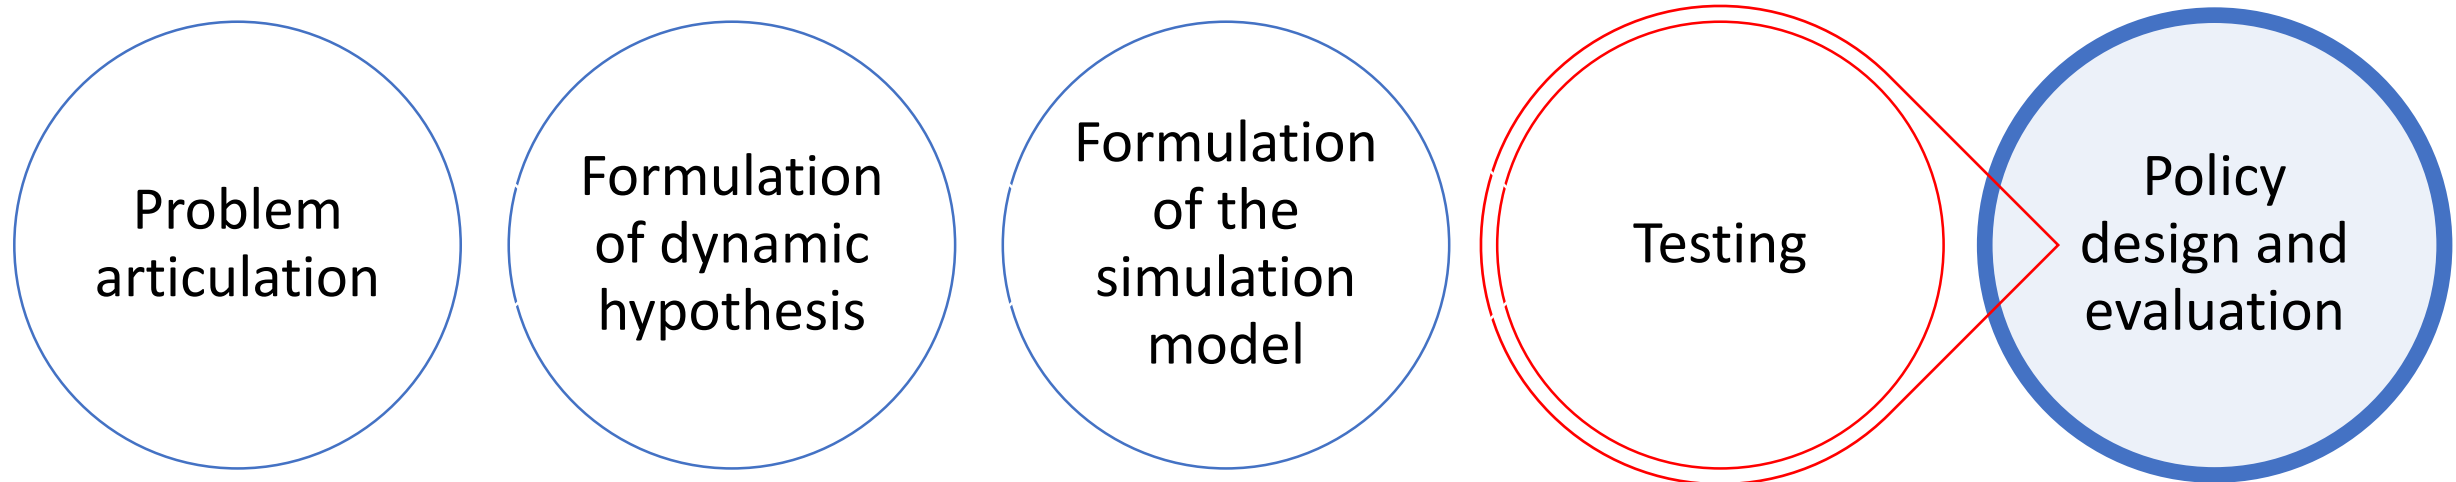 Problem
articulation
Formulation
of dynamic
hypothesis
Formulation
of the
simulation
model
Testing
Policy
design and
evaluation